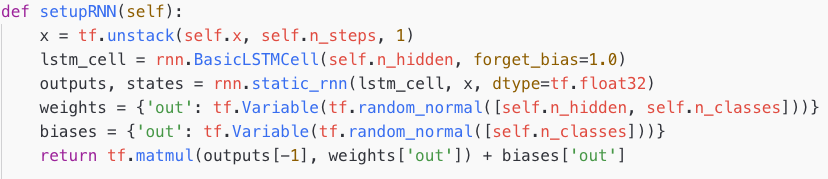 def setupRNN(self):
    x = tf.unstack(self.x, self.n_steps, 1)
    lstm_cell = rnn.BasicLSTMCell(self.n_hidden, forget_bias=1.0)
    outputs, states = rnn.static_rnn(lstm_cell, x, dtype=tf.float32)
    weights = {'out': tf.Variable(tf.random_normal([self.n_hidden, self.n_classes]))}
    biases = {'out': tf.Variable(tf.random_normal([self.n_classes]))}
    return tf.matmul(outputs[-1], weights['out']) + biases['out']